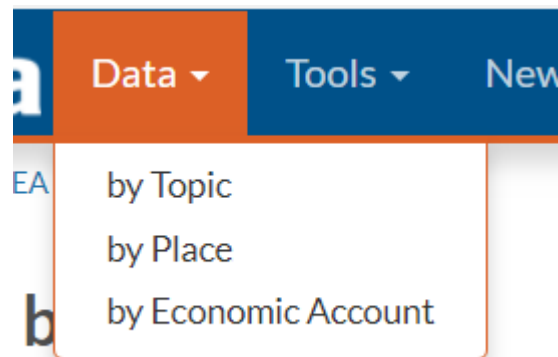 a Data Tools New
EA
by Topic
by Place
by Economic Account
b